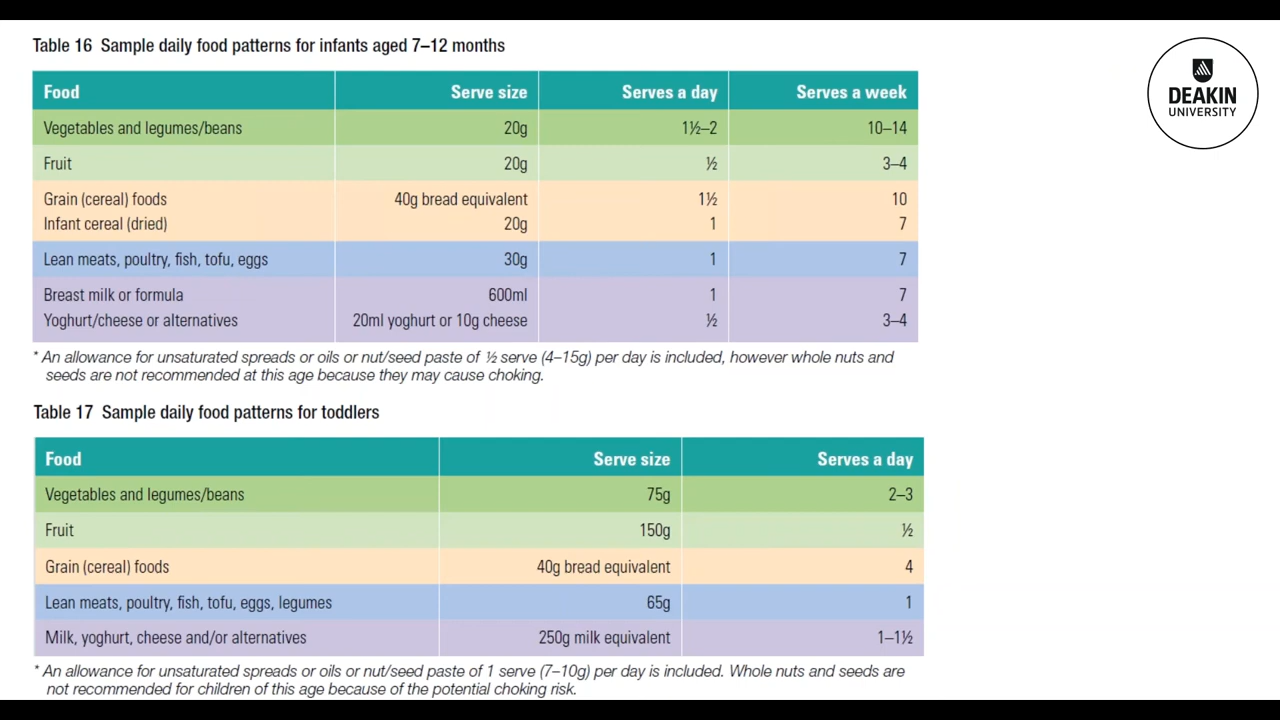 Table 16 Sample daily food patterns for infants aged 7–12 months
DEAKIN
UNIVERSITY
Food Serve size Serves a day Serves a week
Vegetables and legumes/beans 20g 1½–2 10–14
Fruit 20g ½ 3–4
Grain (cereal) foods 40g bread equivalent 1½ 10
Infant cereal (dried) 20g 1 7
Lean meats, poultry, fish, tofu, eggs 30g 1 7
Breast milk or formula 600ml 1 7
Yoghurt/cheese or alternatives 20ml yoghurt or 10g cheese ½ 3–4
* An allowance for unsaturated spreads or oils or nut/seed paste of ½ serve (4–15g) per day is included, however whole nuts and
seeds are not recommended at this age because they may cause choking.
Table 17 Sample daily food patterns for toddlers
Food Serve size Serves a day
Vegetables and legumes/beans 75g 2–3
Fruit 150g ½
Grain (cereal) foods 40g bread equivalent 4
Lean meats, poultry, fish, tofu, eggs, legumes 65g 1
Milk, yoghurt, cheese and/or alternatives 250g milk equivalent 1–1½
* An allowance for unsaturated spreads or oils or nut/seed paste of 1 serve (7–10g) per day is included. Whole nuts and seeds are
not recommended for children of this age because of the potential choking risk.